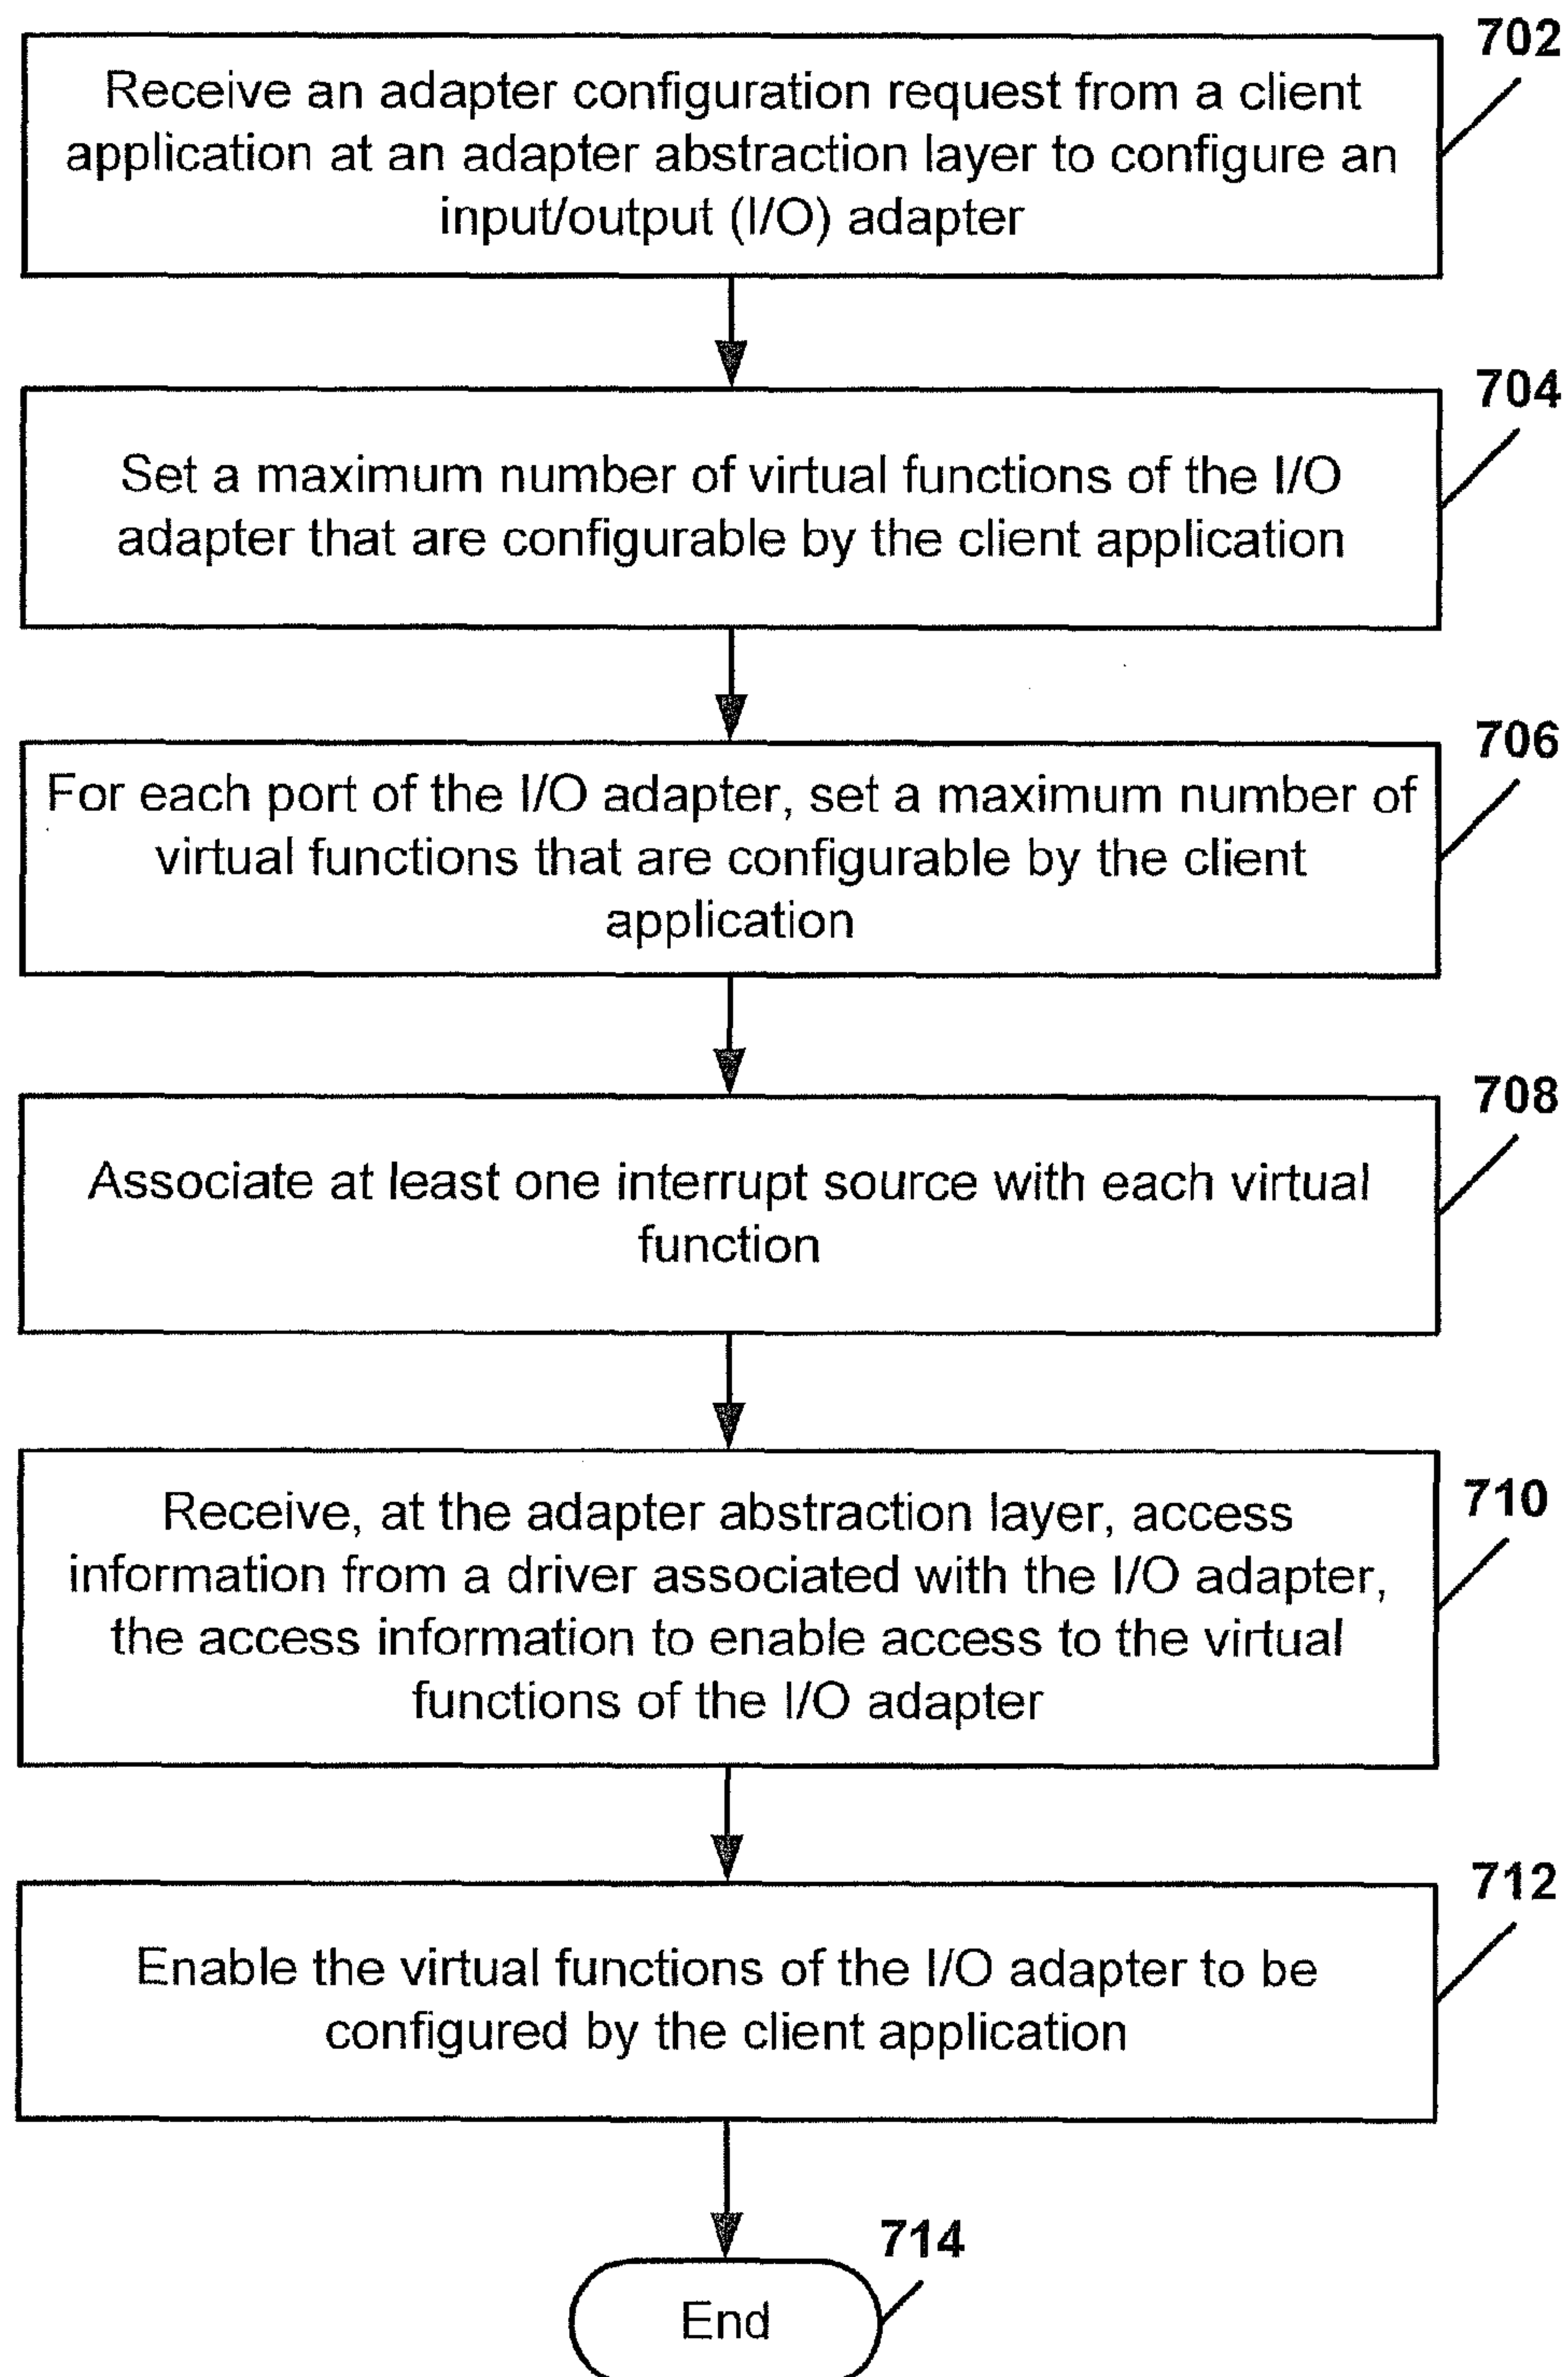 702
Receive an adapter configuration request from a client
application at an adapter abstraction layer to configure an
input/output (I/O) adapter
704
Set a maximum number of virtual functions of the I/O
adapter that are configurable by the client application
706
For each port of the I/O adapter, set a maximum number of
virtual functions that are configurable by the client
application
708
Associate at least one interrupt source with each virtual
function
710
Receive, at the adapter abstraction layer, access
information from a driver associated with the I/O adapter,
the access information to enable access to the virtual
functions of the I/O adapter
712
Enable the virtual functions of the I/O adapter to be
configured by the client application
714
End